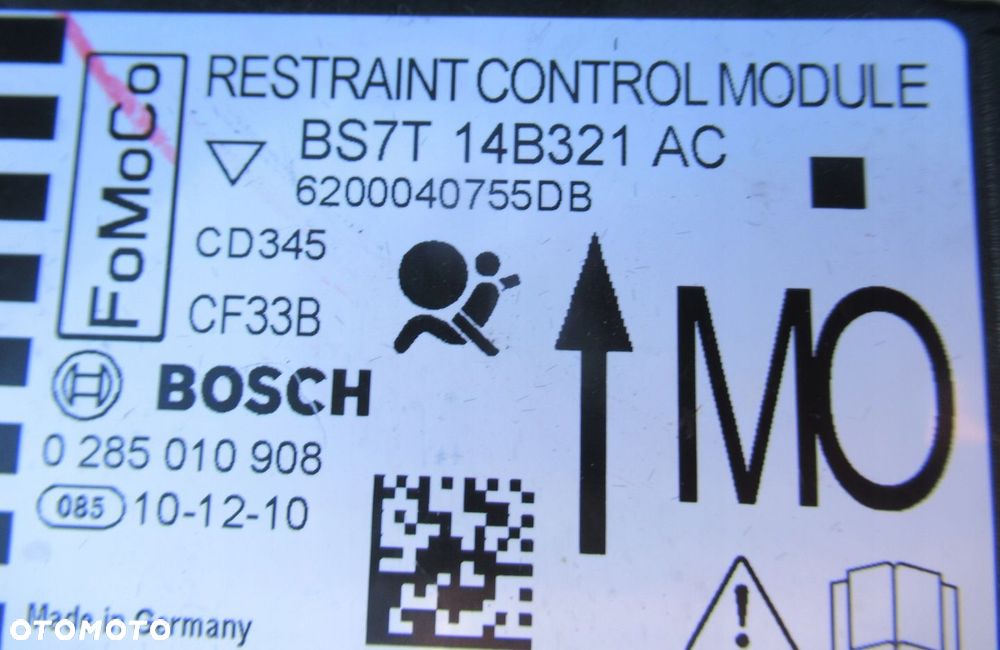 RESTRAINT CONTROL MODULE
FoMoCo
BS7T 14B321 AC
6200040755DB
CD345
CF33B
MO
BOSCH
0 285 010 908
085 10-12-10
Made in Germany
OTOMOTO